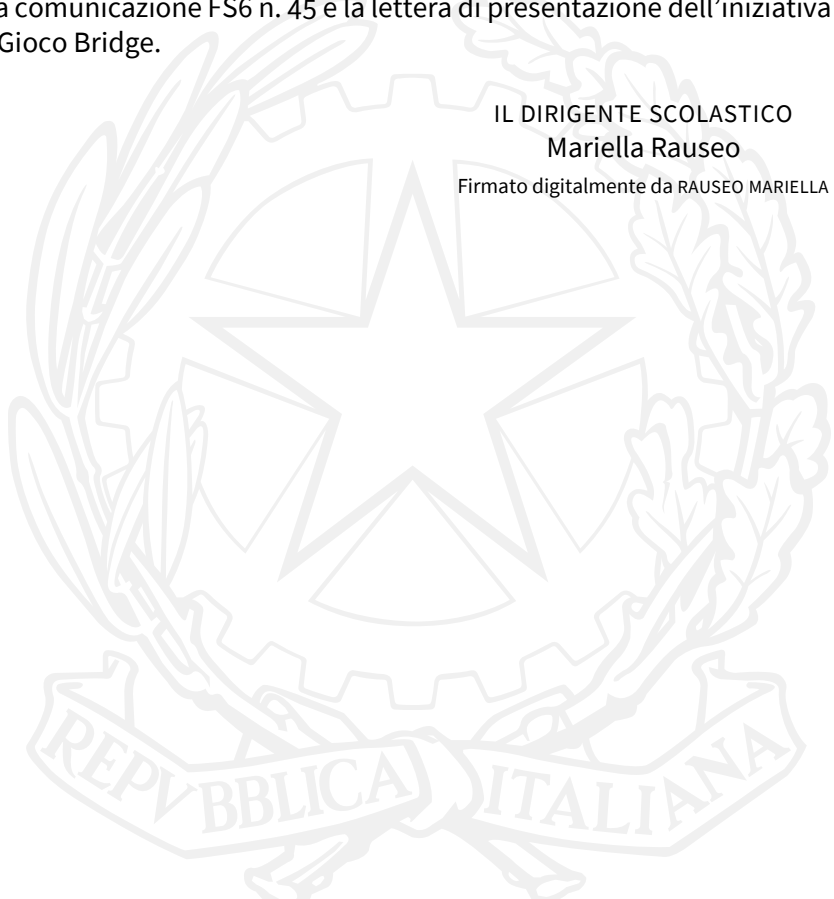 a comunicazione FS6 n. 45 e la lettera di presentazione dell'iniziativa
Gioco Bridge.
IL DIRIGENTE SCOLASTICO
Mariella Rauseo
Firmato digitalmente da RAUSEO MARIELLA
REPVBBLICA ITALIANA